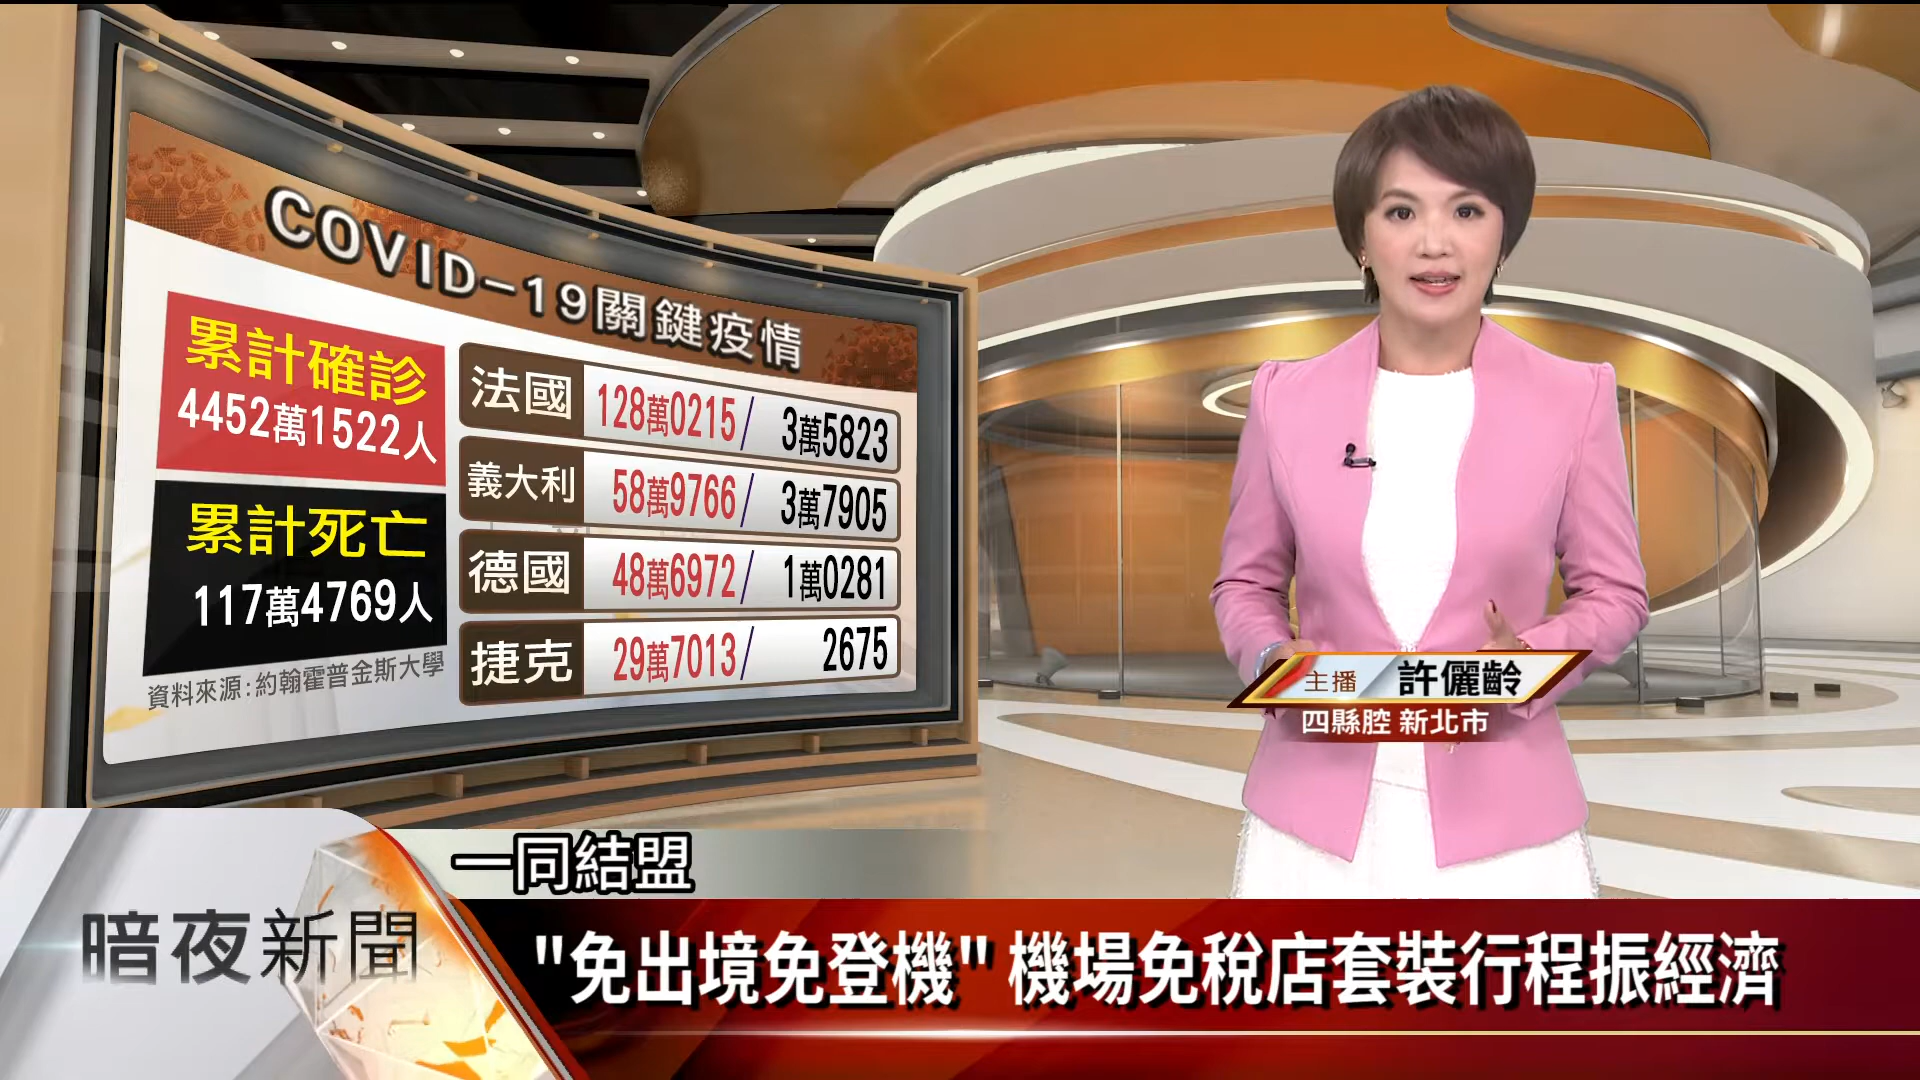 COVID-19關鍵疫情
累計確診
4452萬1522人
累計死亡
117萬4769人
資料來源:約翰霍普金斯大學
法國 128萬0215/ 3萬5823
義大利 58萬9766/ 3萬7905
德國 48萬6972/ 1萬0281
捷克 29萬7013/ 2675
主播 許儷齡
四縣腔 新北市
一同結盟
暗夜新聞
"免出境免登機" 機場免稅店套裝行程振經濟